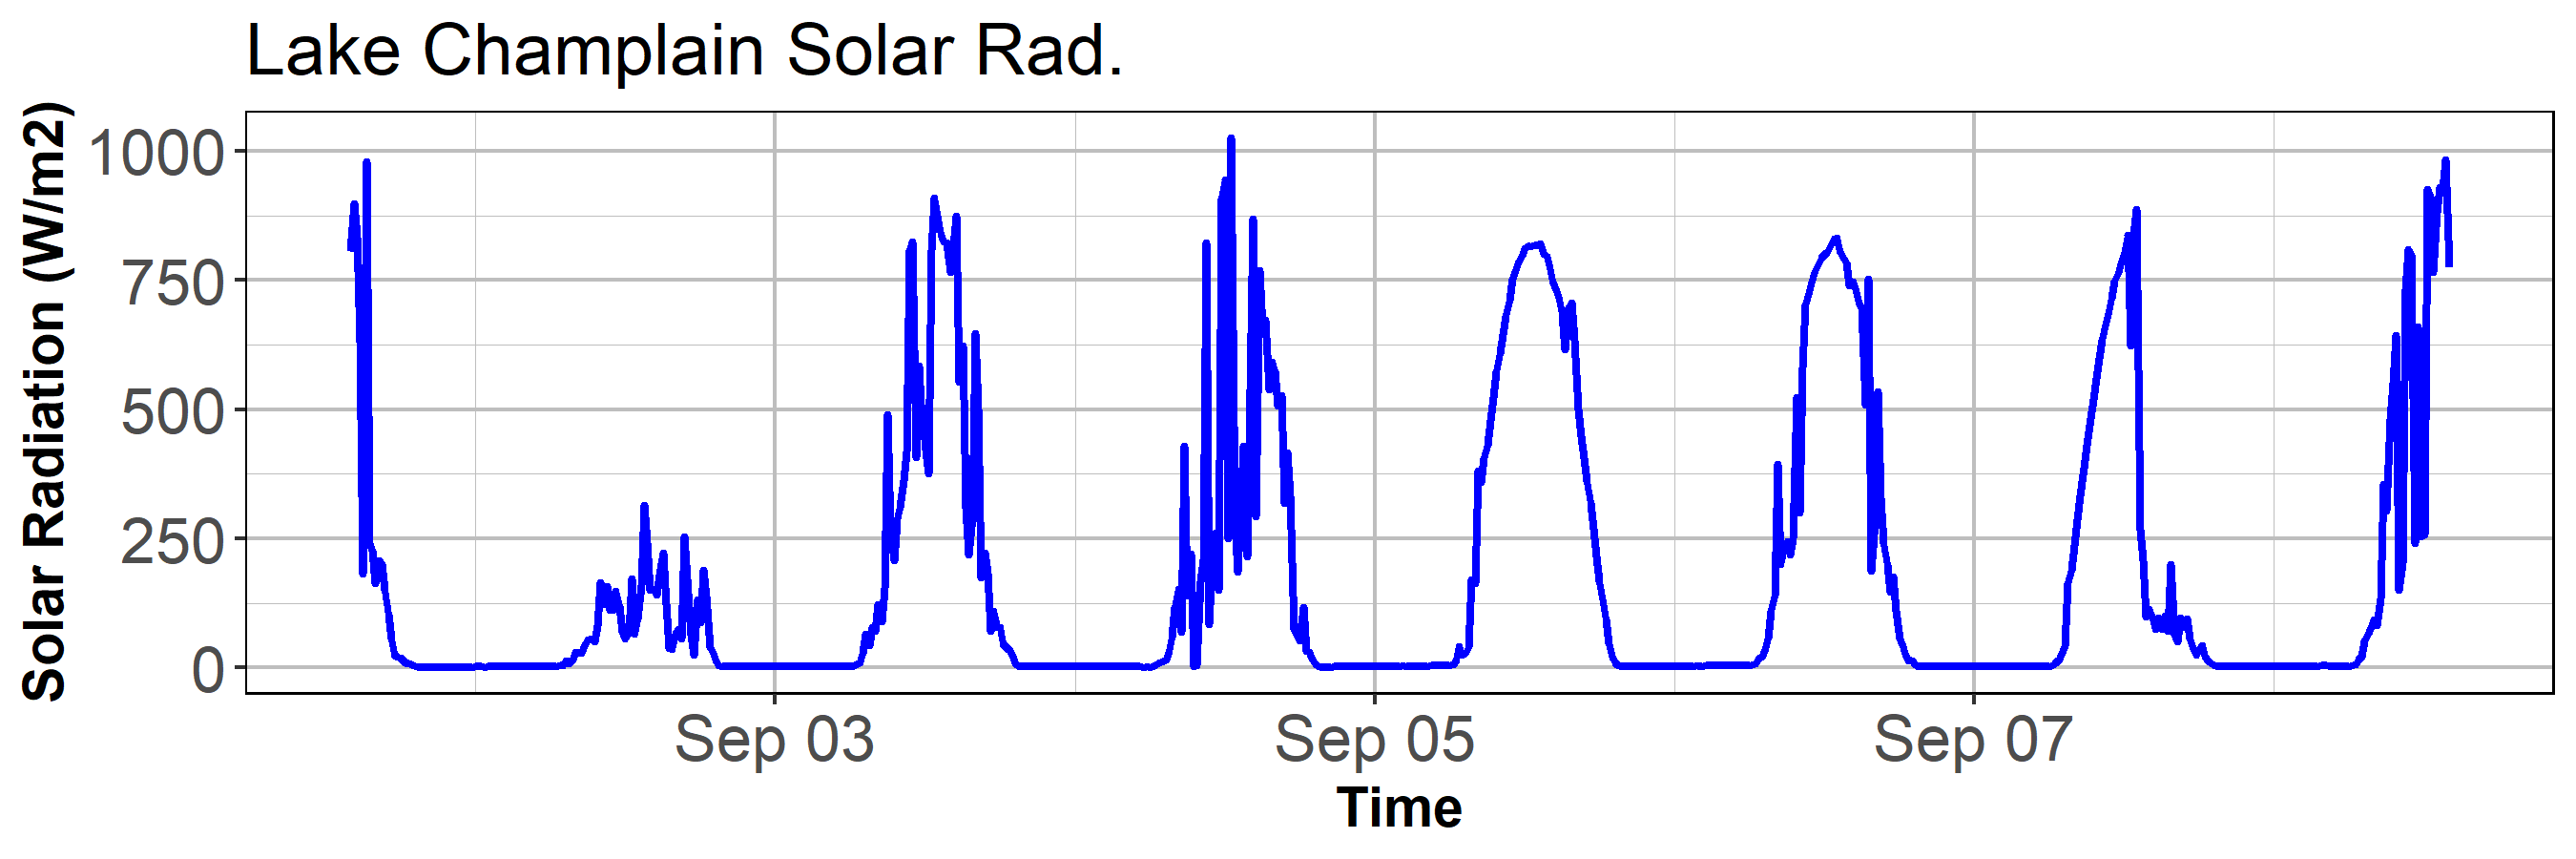 Lake Champlain Solar Rad.
Solar Radiation (W/m2)
1000
750
500
250
0
Sep 03
Sep 05
Sep 07
Time